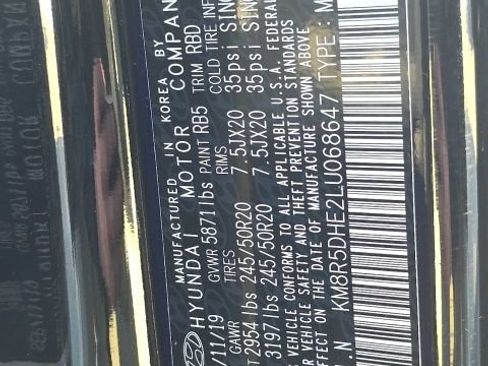 MANUFACTURED IN KOREA BY
HYUNDAI MOTOR COMPAN
/11/19 GVWR 5871 lbs PAINT RB5 TRIM RBD
GAWR TIRES RIMS COLD TIRE INF
T 2954 lbs 245/50R20 7.5JX20 35psi SING
3197 lbs 245/50R20 7.5JX20 35psi SIN
VEHICLE CONFORMS TO ALL APPLICABLE U.S.A. FEDERAL
R VEHICLE SAFETY AND THEFT PREVENTION STANDARDS
EFFECT ON THE DATE OF MANUFACTURE SHOWN ABOVE
I.N KM8R5DHE2LU068647 TYPE : M